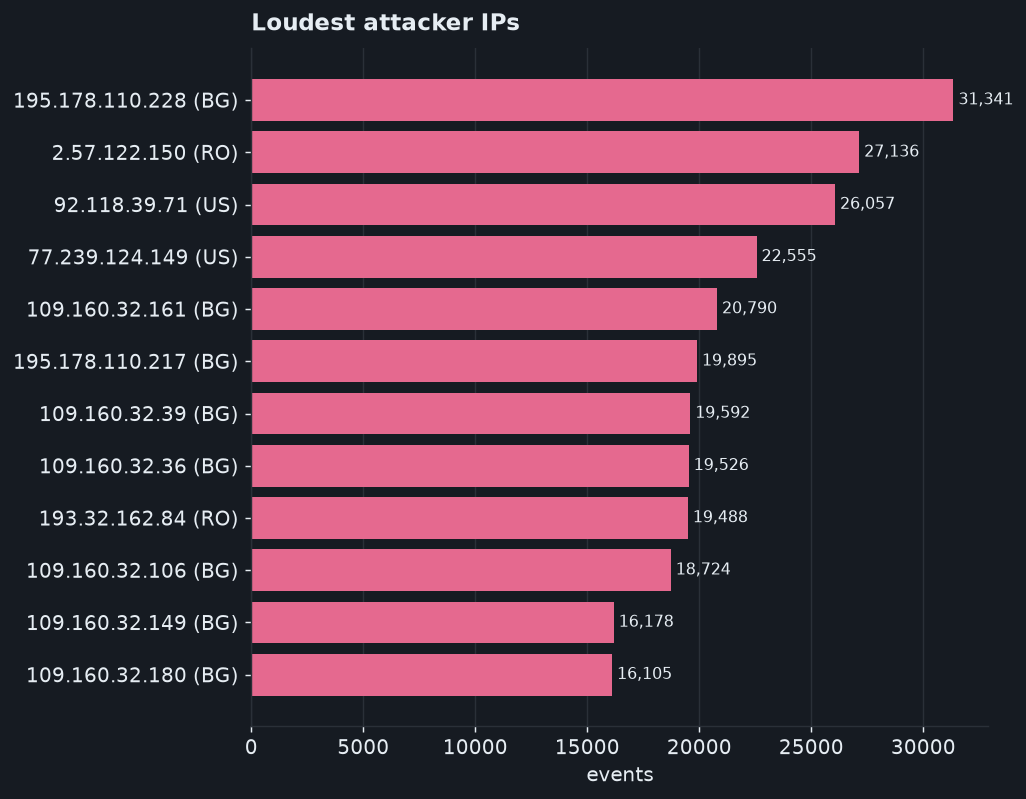 Loudest attacker IPs
195.178.110.228 (BG) 31,341
2.57.122.150 (RO) 27,136
92.118.39.71 (US) 26,057
77.239.124.149 (US) 22,555
109.160.32.161 (BG) 20,790
195.178.110.217 (BG) 19,895
109.160.32.39 (BG) 19,592
109.160.32.36 (BG) 19,526
193.32.162.84 (RO) 19,488
109.160.32.106 (BG) 18,724
109.160.32.149 (BG) 16,178
109.160.32.180 (BG) 16,105
0 5000 10000 15000 20000 25000 30000
events